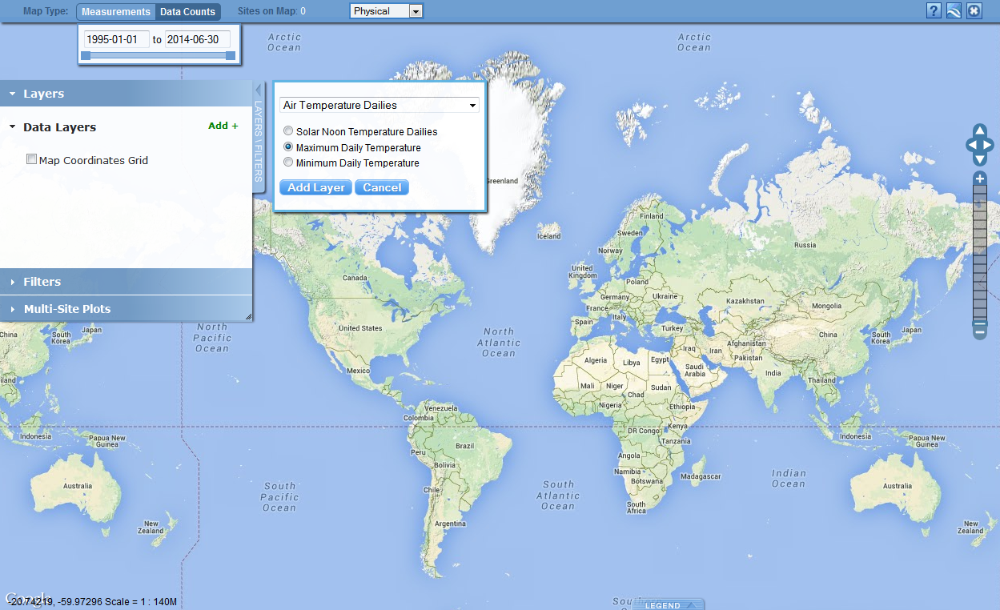 Map Type: Measurements Data Counts Sites on Map: 0 Physical ?
1995-01-01 to 2014-06-30
Arctic Ocean
Arctic Ocean
Layers
Data Layers Add +
Map Coordinates Grid
Filters
Multi-Site Plots
LAYERS \ FILTERS
Air Temperature Dailies
Solar Noon Temperature Dailies
Maximum Daily Temperature
Minimum Daily Temperature
Add Layer Cancel
Greenland
Iceland
Finland
Sweden
Norway
Russia
United Kingdom
Canada
Poland
Germany
Ukraine
Kazakhstan
Mongolia
France
Italy
Spain
Turkey
United States
China
South Korea
Japan
North Pacific Ocean
North Atlantic Ocean
China
South Korea
Japan
Afghanistan
Iraq
Iran
Pakistan
Algeria
Libya
Egypt
Saudi Arabia
India
Mexico
Mali
Niger
Chad
Sudan
Thailand
Nigeria
Ethiopia
Venezuela
Colombia
DR Congo
Kenya
Tanzania
Indonesia
Papua New Guinea
Indonesia
Papua New Guinea
Peru
Brazil
Bolivia
Angola
Namibia
Botswana
Madagascar
Indian Ocean
Australia
South Pacific Ocean
Chile
South Atlantic Ocean
South Africa
Australia
Argentina
New Zealand
New Zealand
-20.74219, -59.97296 Scale = 1 : 140M
LEGEND